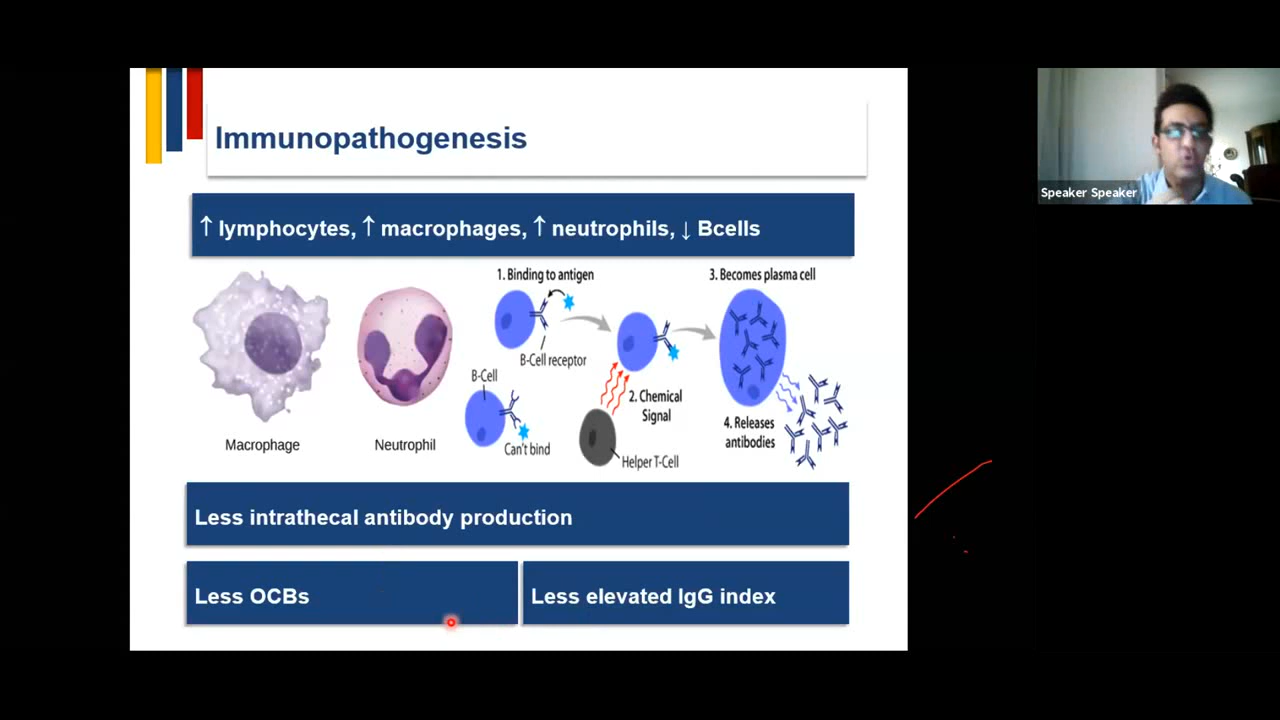 Immunopathogenesis
↑ lymphocytes, ↑ macrophages, ↑ neutrophils, ↓ Bcells
1. Binding to antigen
3. Becomes plasma cell
B-Cell receptor
B-Cell
2. Chemical
Signal
4. Releases
antibodies
Macrophage
Neutrophil
Can't bind
Helper T-Cell
Less intrathecal antibody production
Less OCBs
Less elevated IgG index
Speaker Speaker